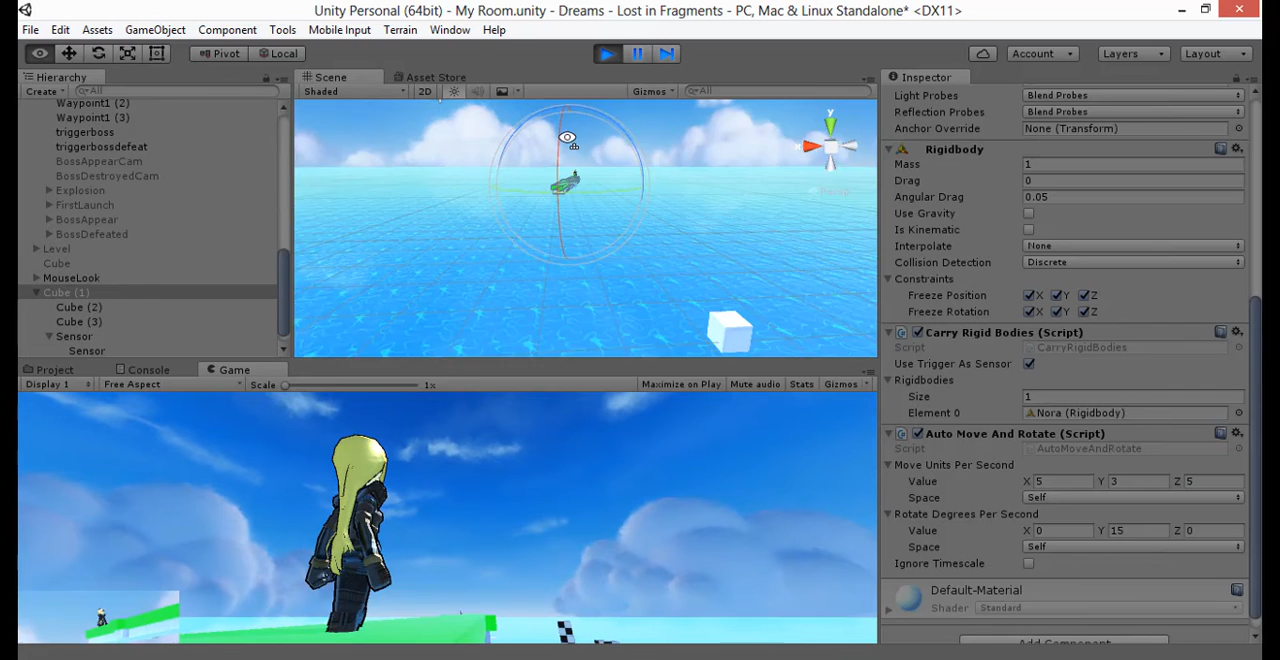 Unity Personal (64bit) - My Room.unity - Dreams - Lost in Fragments - PC, Mac & Linux Standalone* <DX11>
File Edit Assets GameObject Component Tools Mobile Input Terrain Window Help
Pivot Local Account Layers Layout
Hierarchy
Create All
Waypoint1 (2)
Waypoint1 (3)
triggerboss
triggerbossdefeat
BossAppearCam
BossDestroyedCam
Explosion
FirstLaunch
BossAppear
BossDefeated
Level
Cube
MouseLook
Cube (1)
Cube (2)
Cube (3)
Sensor
Sensor
Scene Asset Store
Shaded 2D Gizmos All
y
x
Persp
Project Console Game
Display 1 Free Aspect Scale 1x Maximize on Play Mute audio Stats Gizmos
Inspector
Light Probes Blend Probes
Reflection Probes Blend Probes
Anchor Override None (Transform)
Rigidbody
Mass 1
Drag 0
Angular Drag 0.05
Use Gravity
Is Kinematic
Interpolate None
Collision Detection Discrete
Constraints
Freeze Position X Y Z
Freeze Rotation X Y Z
Carry Rigid Bodies (Script)
Script CarryRigidBodies
Use Trigger As Sensor
Rigidbodies
Size 1
Element 0 Nora (Rigidbody)
Auto Move And Rotate (Script)
Script AutoMoveAndRotate
Move Units Per Second
Value X 5 Y 3 Z 5
Space Self
Rotate Degrees Per Second
Value X 0 Y 15 Z 0
Space Self
Ignore Timescale
Default-Material
Shader Standard
Add Component